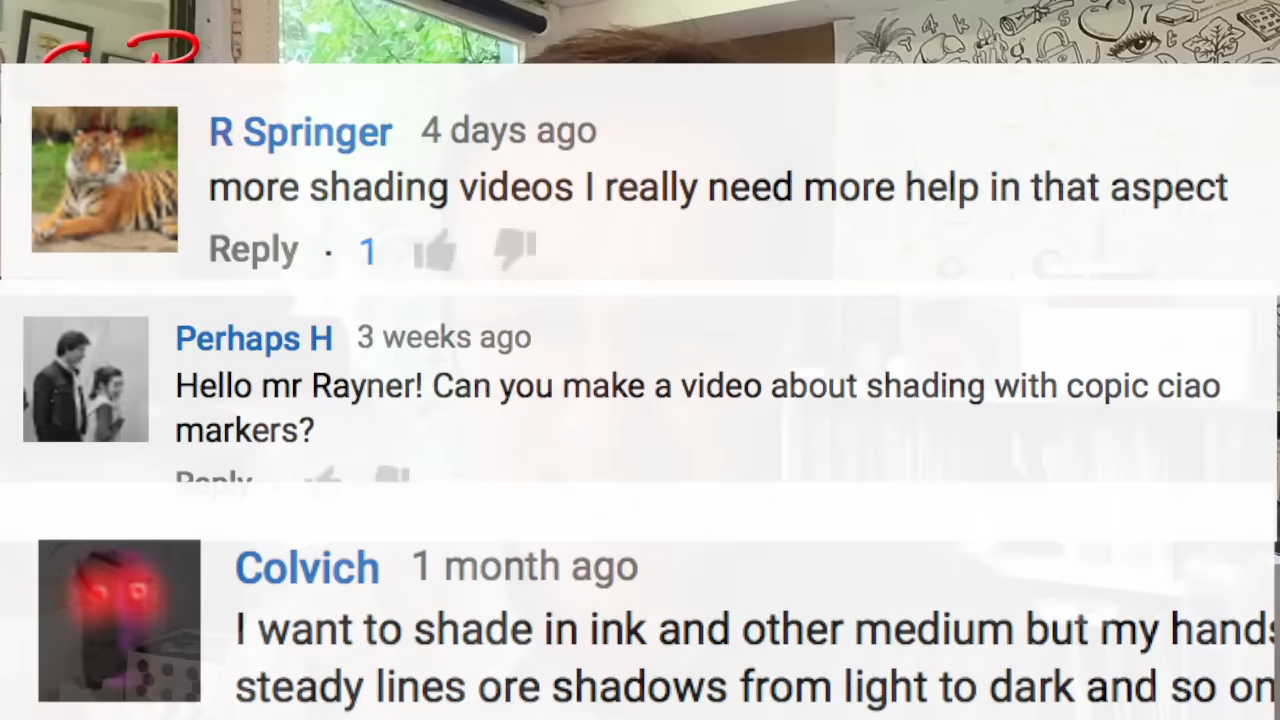 R Springer 4 days ago
more shading videos I really need more help in that aspect
Reply · 1
Perhaps H 3 weeks ago
Hello mr Rayner! Can you make a video about shading with copic ciao
markers?
Reply
Colvich 1 month ago
I want to shade in ink and other medium but my hands
steady lines ore shadows from light to dark and so on